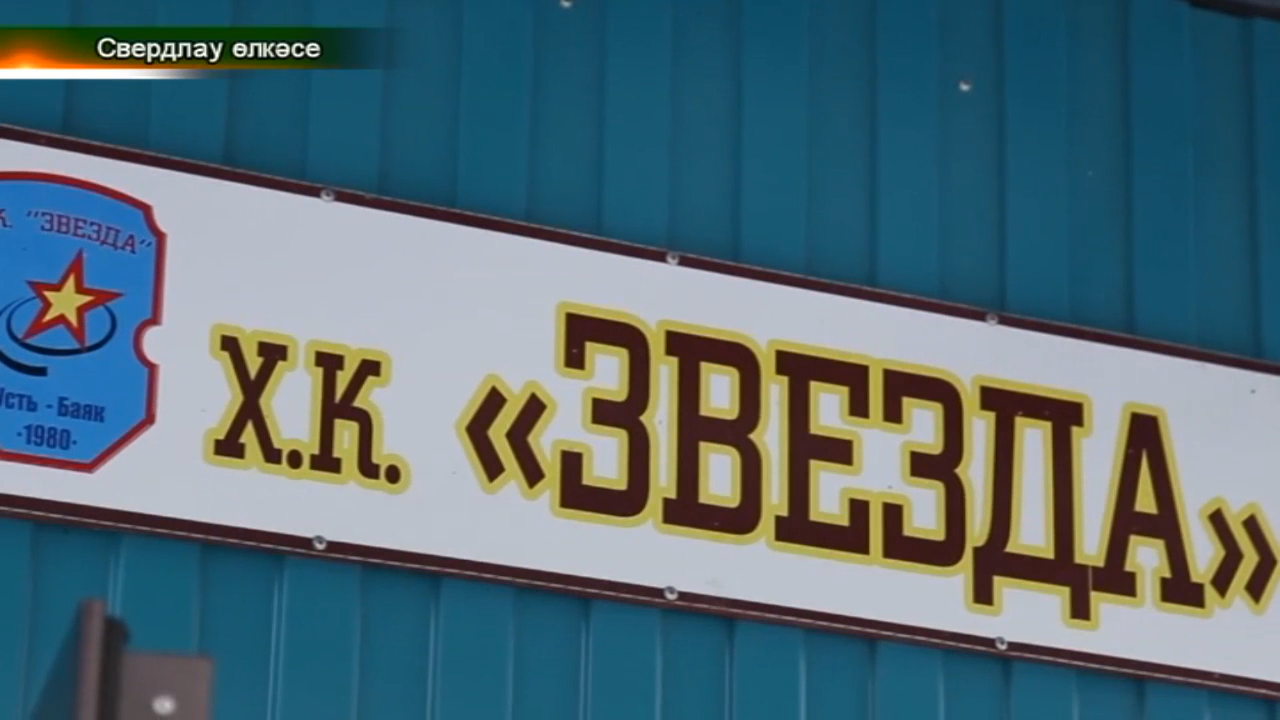 Свердлау өлкәсе
К. "ЗВЕЗДА"
Усть - Баяк
-1980-
Х.К. «ЗВЕЗДА»